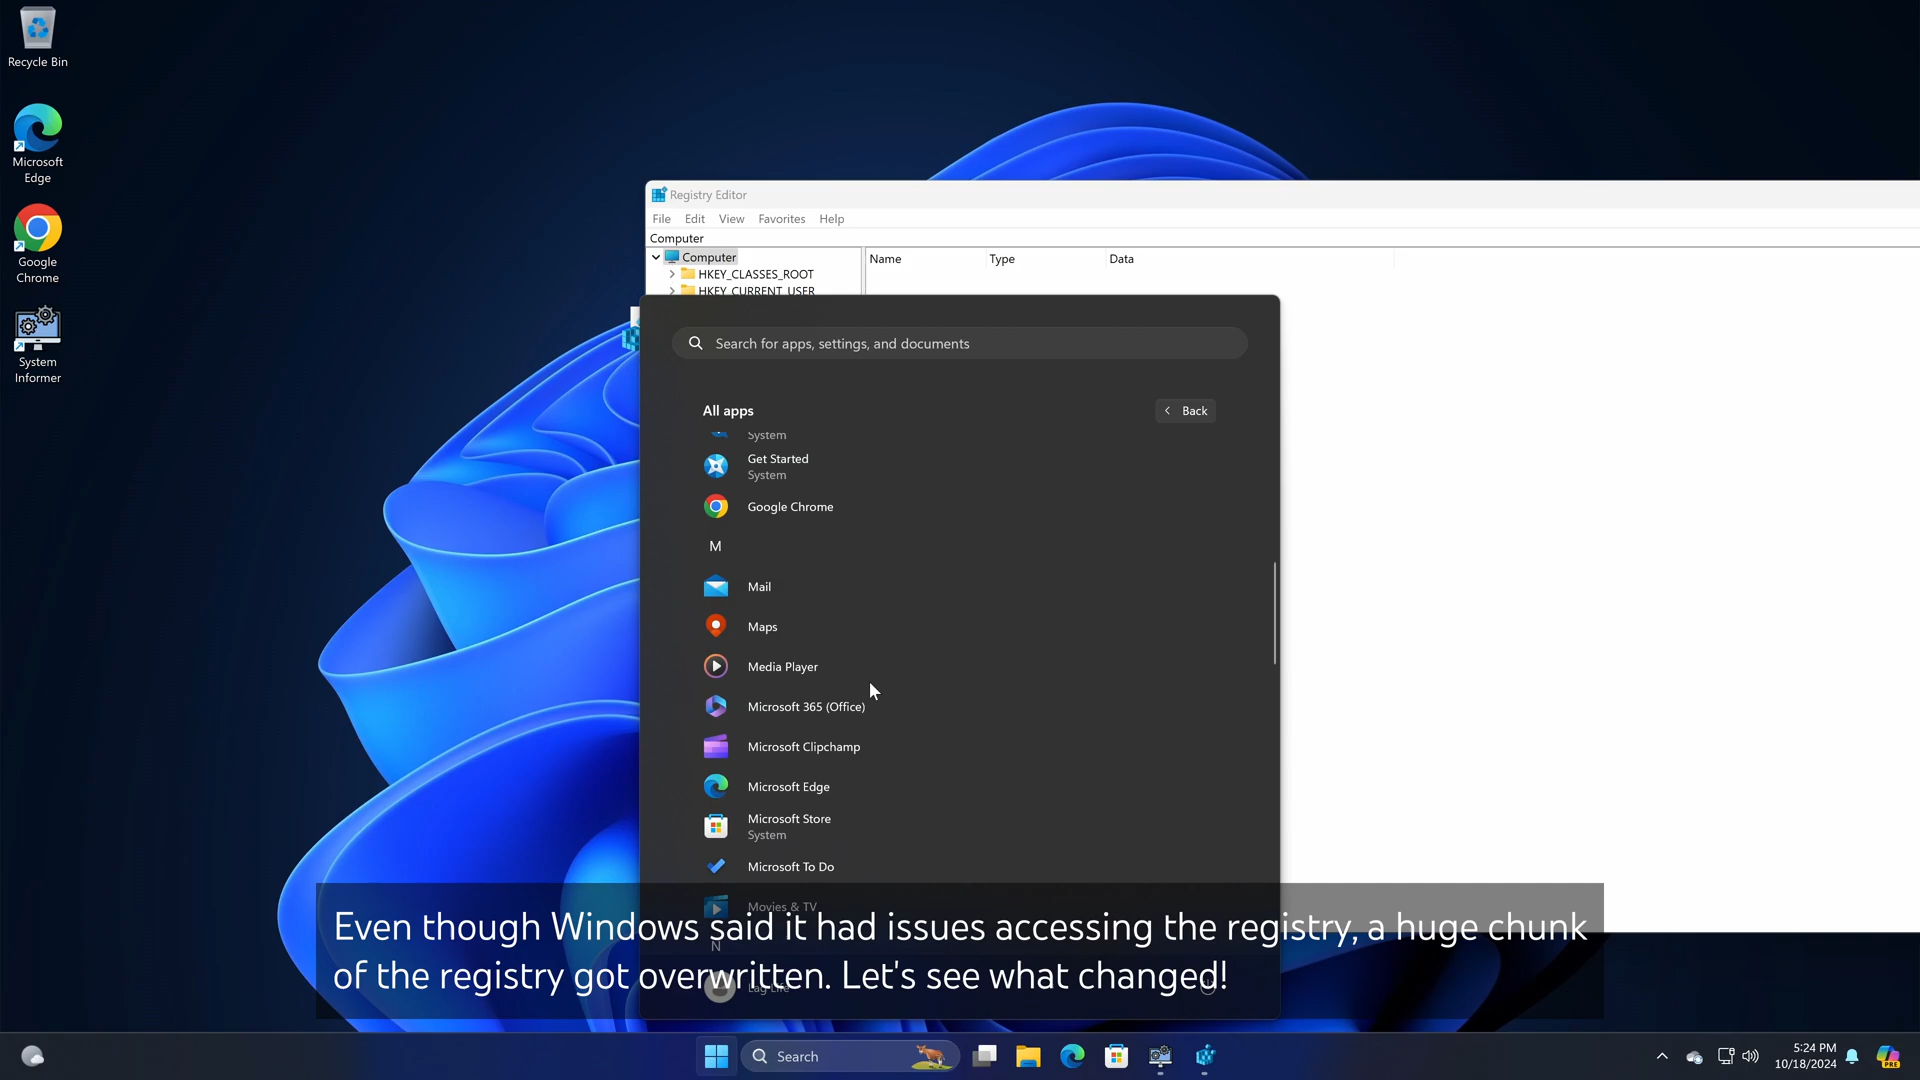 Recycle Bin
Microsoft
Edge
Google
Chrome
System
Informer
Registry Editor
File Edit View Favorites Help
Computer
Computer
HKEY_CLASSES_ROOT
HKEY_CURRENT_USER
Name Type Data
Search for apps, settings, and documents
All apps
Back
System
Get Started
System
Google Chrome
M
Mail
Maps
Media Player
Microsoft 365 (Office)
Microsoft Clipchamp
Microsoft Edge
Microsoft Store
System
Microsoft To Do
Movies & TV
N
Lag Life
Even though Windows said it had issues accessing the registry, a huge chunk
of the registry got overwritten. Let's see what changed!
Search
5:24 PM
10/18/2024
PRE